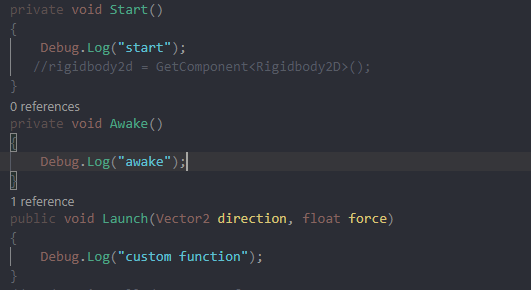 private void Start()
{
Debug.Log("start");
//rigidbody2d = GetComponent<Rigidbody2D>();
}
0 references
private void Awake()
{
Debug.Log("awake");
}
1 reference
public void Launch(Vector2 direction, float force)
{
Debug.Log("custom function");
}